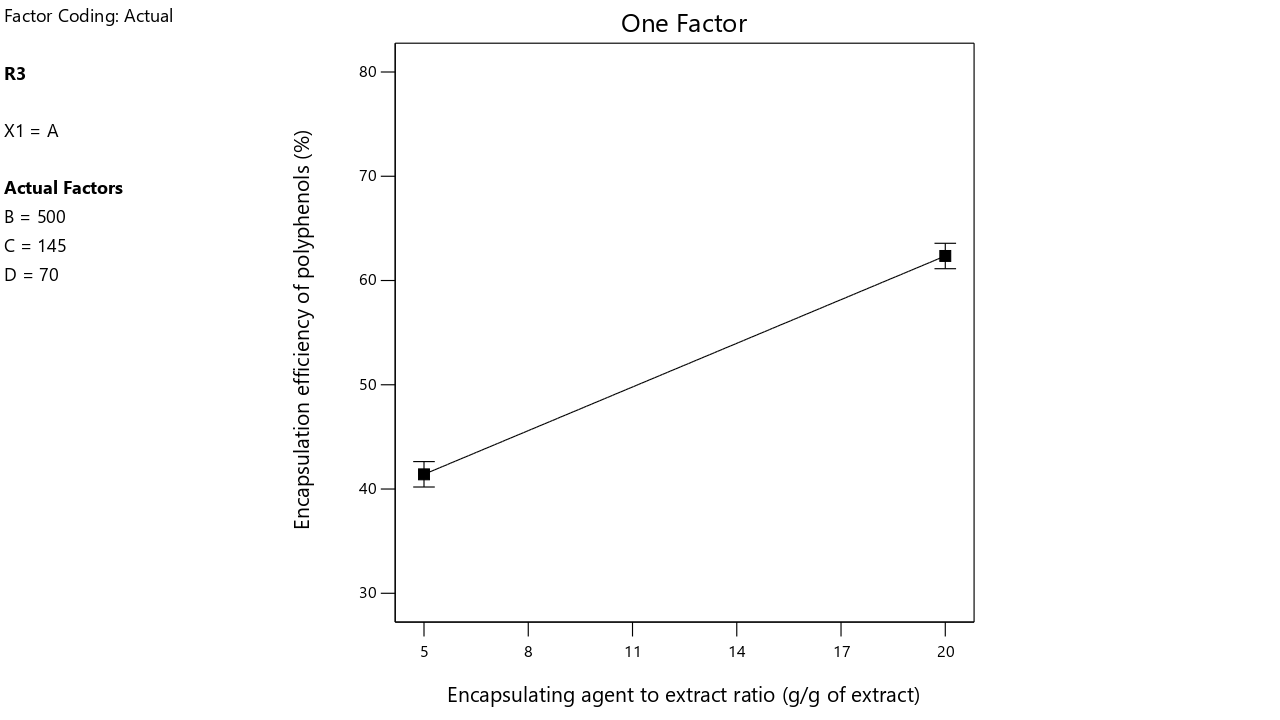 Factor Coding: Actual
R3
X1 = A
Actual Factors
B = 500
C = 145
D = 70
One Factor
Encapsulation efficiency of polyphenols (%)
80
70
60
50
40
30
5 8 11 14 17 20
Encapsulating agent to extract ratio (g/g of extract)